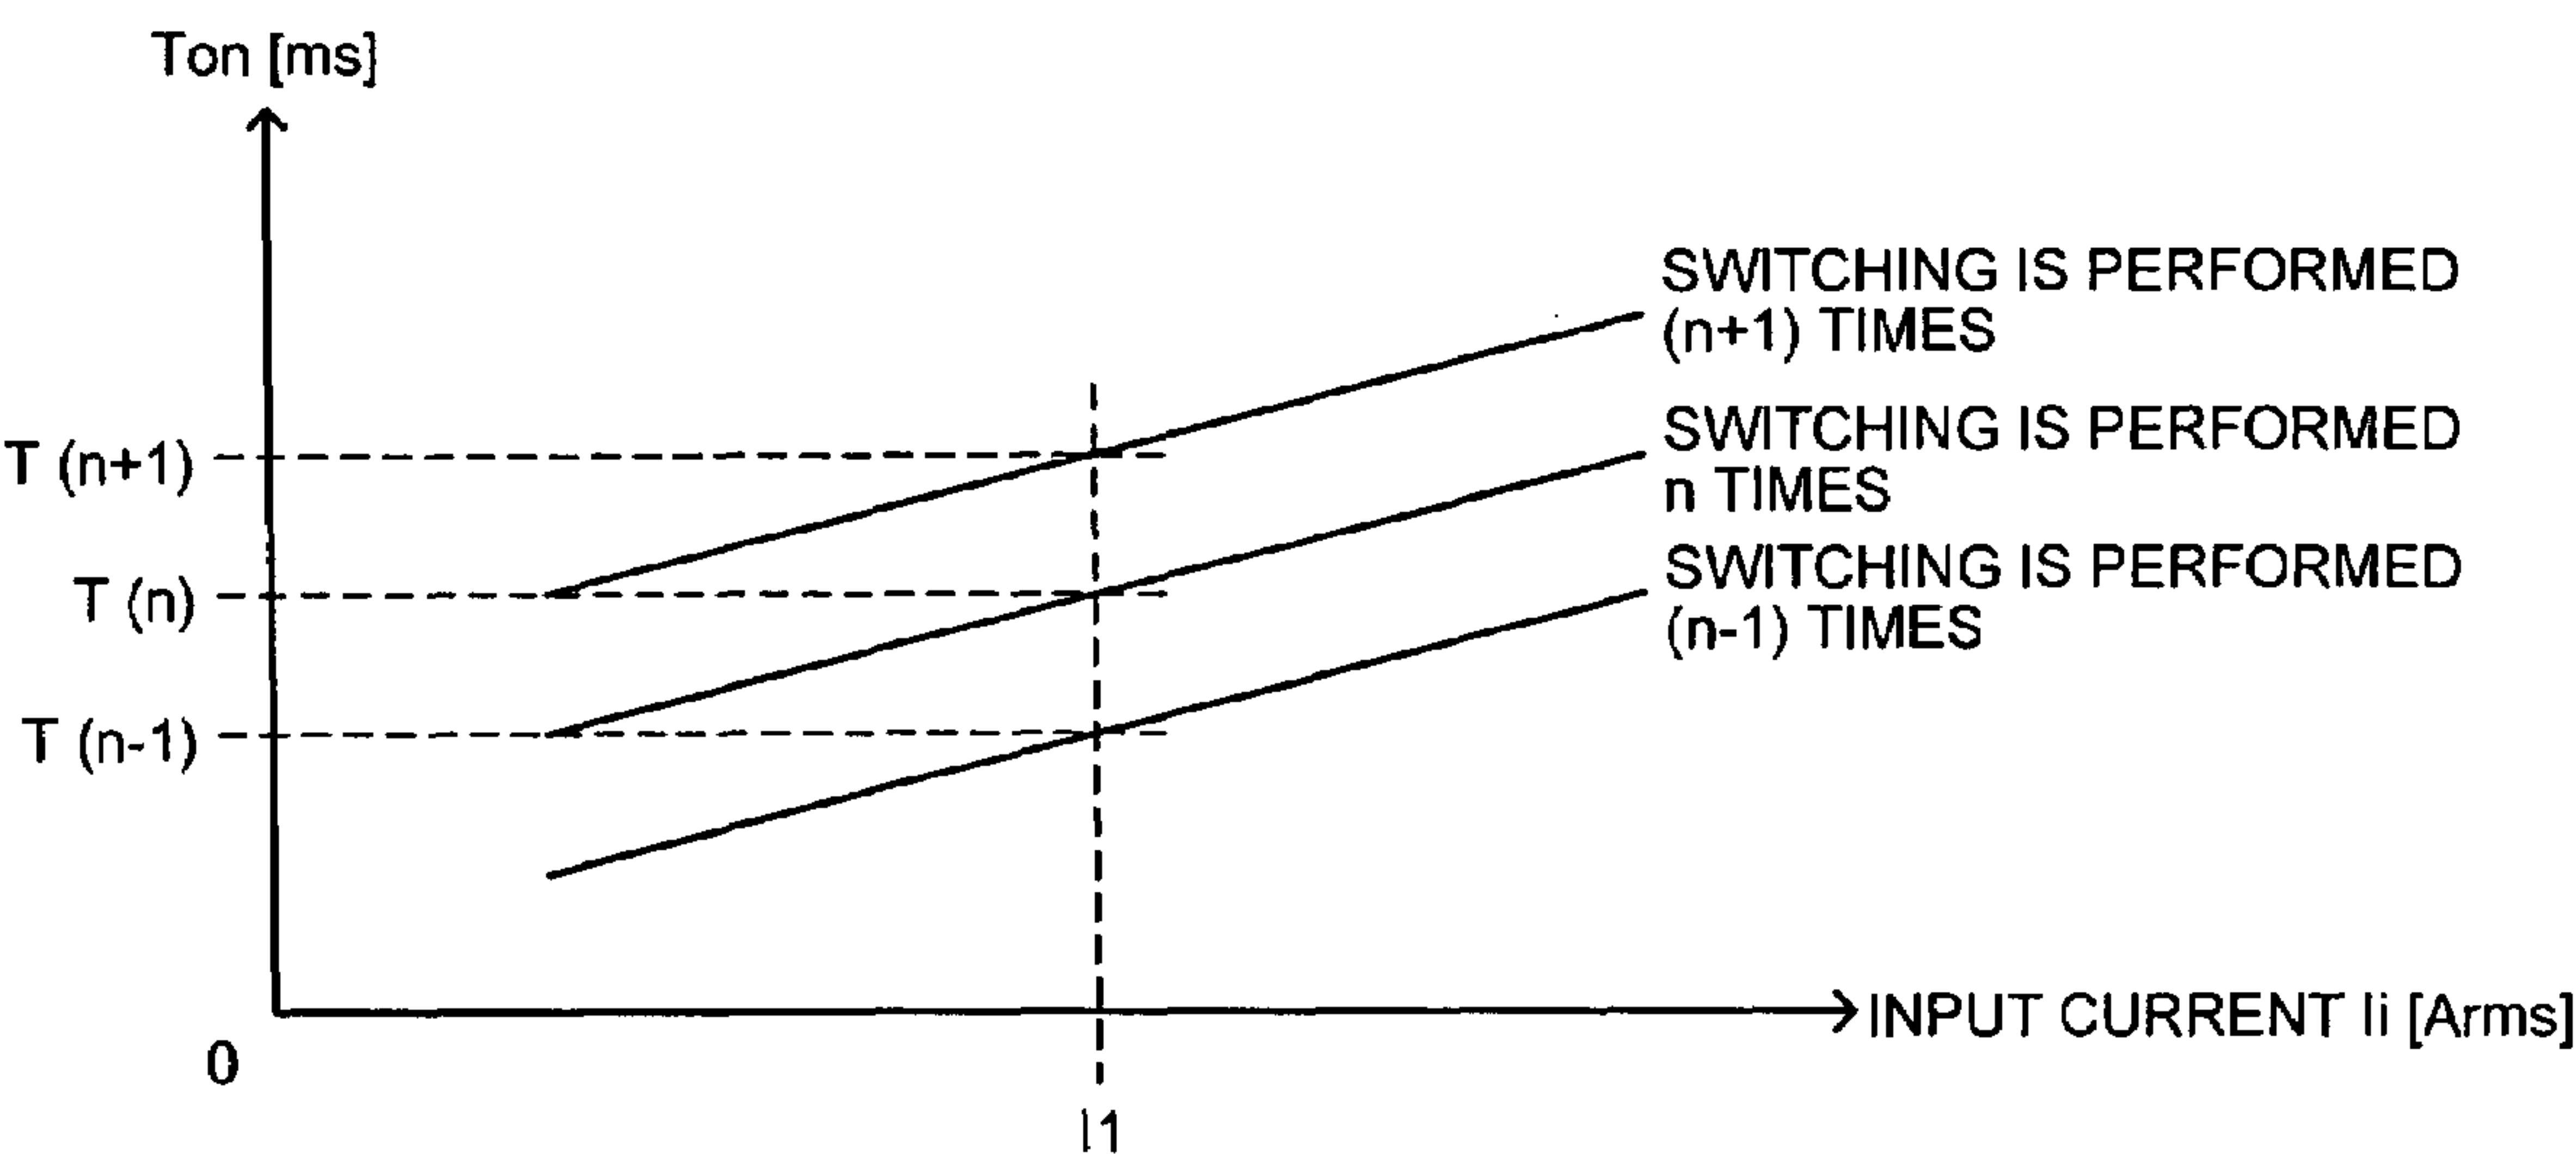 Ton [ms]
SWITCHING IS PERFORMED
(n+1) TIMES
SWITCHING IS PERFORMED
n TIMES
SWITCHING IS PERFORMED
(n-1) TIMES
T (n+1)
T (n)
T (n-1)
0
I1
INPUT CURRENT Ii [Arms]